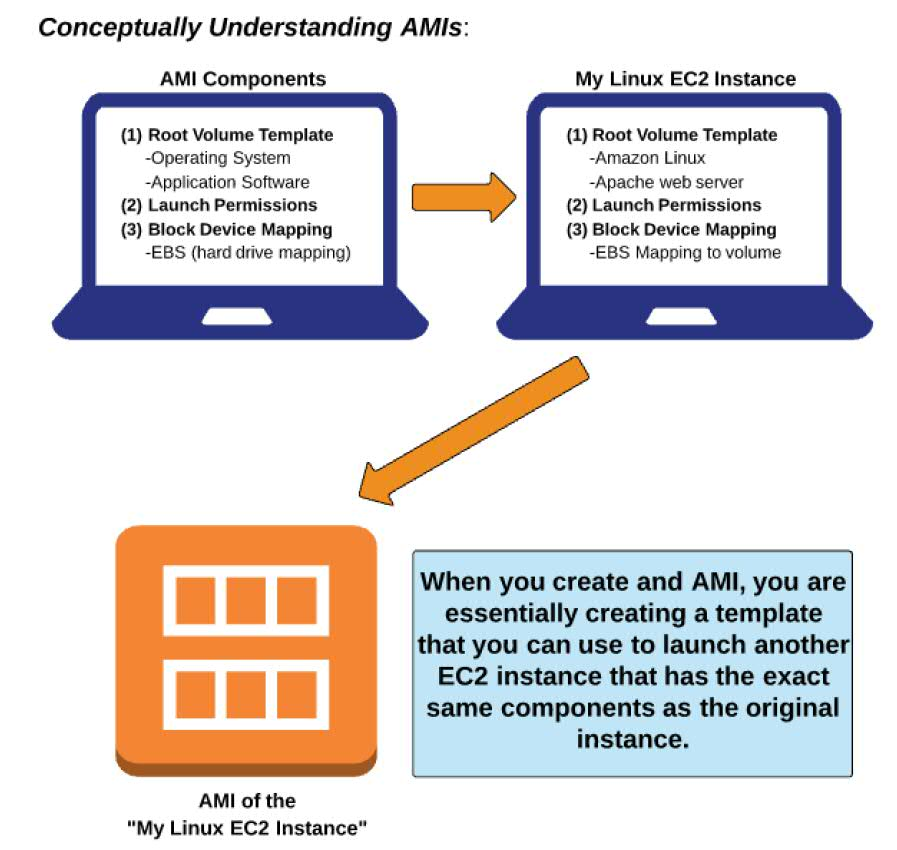 Conceptually Understanding AMIs:
AMI Components
(1) Root Volume Template
-Operating System
-Application Software
(2) Launch Permissions
(3) Block Device Mapping
-EBS (hard drive mapping)
My Linux EC2 Instance
(1) Root Volume Template
-Amazon Linux
-Apache web server
(2) Launch Permissions
(3) Block Device Mapping
-EBS Mapping to volume
When you create and AMI, you are
essentially creating a template
that you can use to launch another
EC2 instance that has the exact
same components as the original
instance.
AMI of the
"My Linux EC2 Instance"